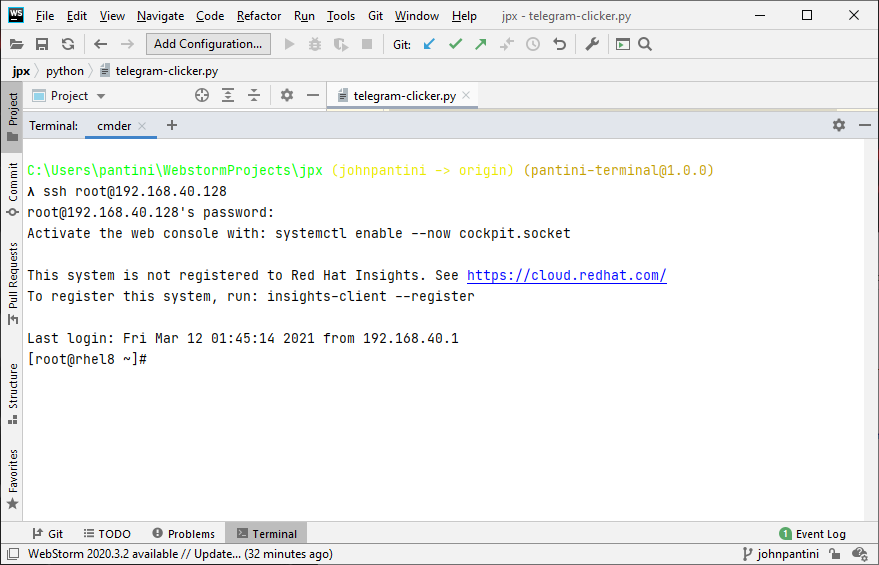 WS File Edit View Navigate Code Refactor Run Tools Git Window Help jpx - telegram-clicker.py
Add Configuration... Git:
jpx python telegram-clicker.py
Project telegram-clicker.py
Terminal: cmder
Project
Commit
Pull Requests
Structure
Favorites
C:\Users\pantini\WebstormProjects\jpx (johnpantini -> origin) (pantini-terminal@1.0.0)
λ ssh root@192.168.40.128
root@192.168.40.128's password:
Activate the web console with: systemctl enable --now cockpit.socket
This system is not registered to Red Hat Insights. See https://cloud.redhat.com/
To register this system, run: insights-client --register
Last login: Fri Mar 12 01:45:14 2021 from 192.168.40.1
[root@rhel8 ~]#
Git TODO Problems Terminal 1 Event Log
WebStorm 2020.3.2 available // Update... (32 minutes ago) johnpantini